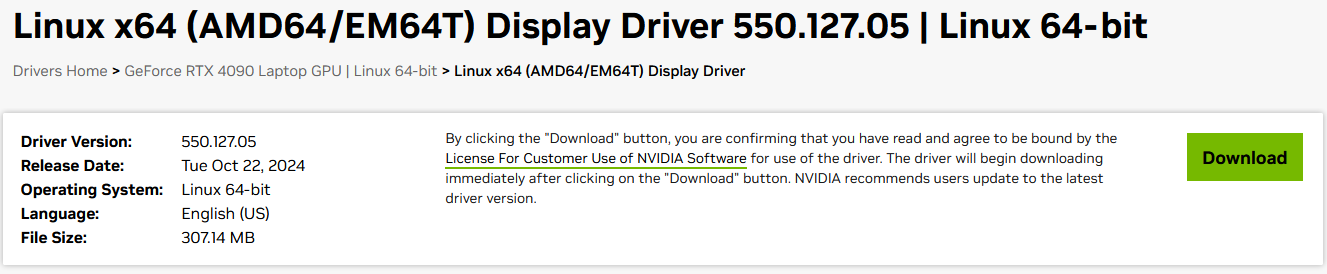 Linux x64 (AMD64/EM64T) Display Driver 550.127.05 | Linux 64-bit
Drivers Home > GeForce RTX 4090 Laptop GPU | Linux 64-bit > Linux x64 (AMD64/EM64T) Display Driver
Driver Version: 550.127.05
Release Date: Tue Oct 22, 2024
Operating System: Linux 64-bit
Language: English (US)
File Size: 307.14 MB
By clicking the "Download" button, you are confirming that you have read and agree to be bound by the
License For Customer Use of NVIDIA Software for use of the driver. The driver will begin downloading
immediately after clicking on the "Download" button. NVIDIA recommends users update to the latest
driver version.
Download